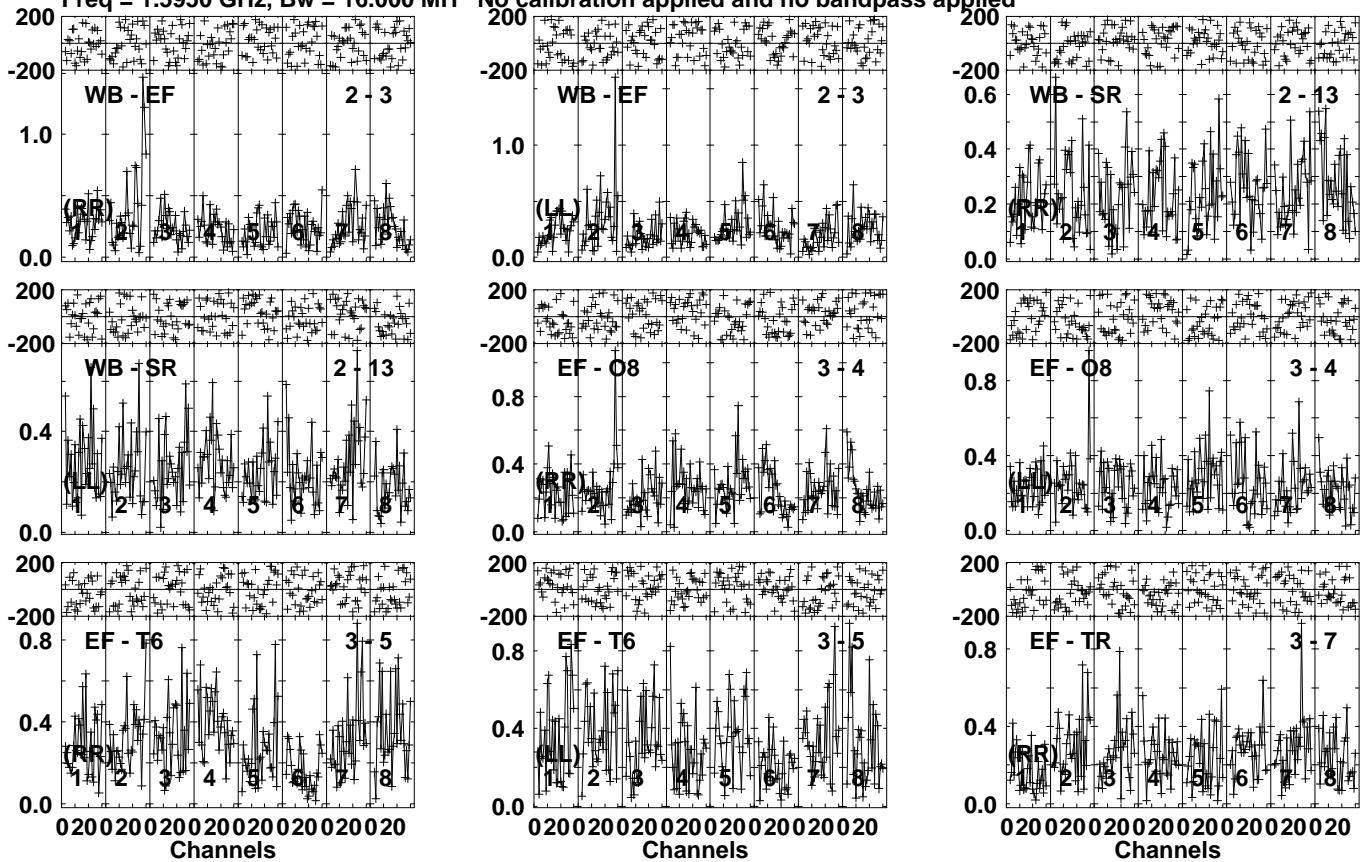 Freq = 1.5950 GHz, Bw = 16.000 MH No calibration applied and no bandpass applied
200 200 200
-200 -200 -200
WB - EF 2 - 3 WB - EF 2 - 3 WB - SR 2 - 13
0.6
1.0 1.0
0.4
(RR) (LL) 0.2 (RR)
1 2 3 4 5 6 7 8 1 2 3 4 5 6 7 8 1 2 3 4 5 6 7 8
0.0 0.0 0.0
200 200 200
-200 -200 -200
WB - SR 2 - 13 EF - O8 3 - 4 EF - O8 3 - 4
0.8 0.8
0.4 0.4 0.4
(LL) (RR) (LL)
1 2 3 4 5 6 7 8 1 2 3 4 5 6 7 8 1 2 3 4 5 6 7 8
0.0 0.0 0.0
200 200 200
-200 -200 -200
EF - T6 3 - 5 EF - T6 3 - 5 EF - TR 3 - 7
0.8 0.8 0.8
0.4 0.4 0.4
(RR) (LL) (RR)
1 2 3 4 5 6 7 8 1 2 3 4 5 6 7 8 1 2 3 4 5 6 7 8
0.0 0.0 0.0
0 20 0 20 0 20 0 20 0 20 0 20 0 20 0 20 0 20 0 20 0 20 0 20 0 20 0 20 0 20 0 20 0 20 0 20 0 20 0 20 0 20 0 20 0 20 0 20
Channels Channels Channels